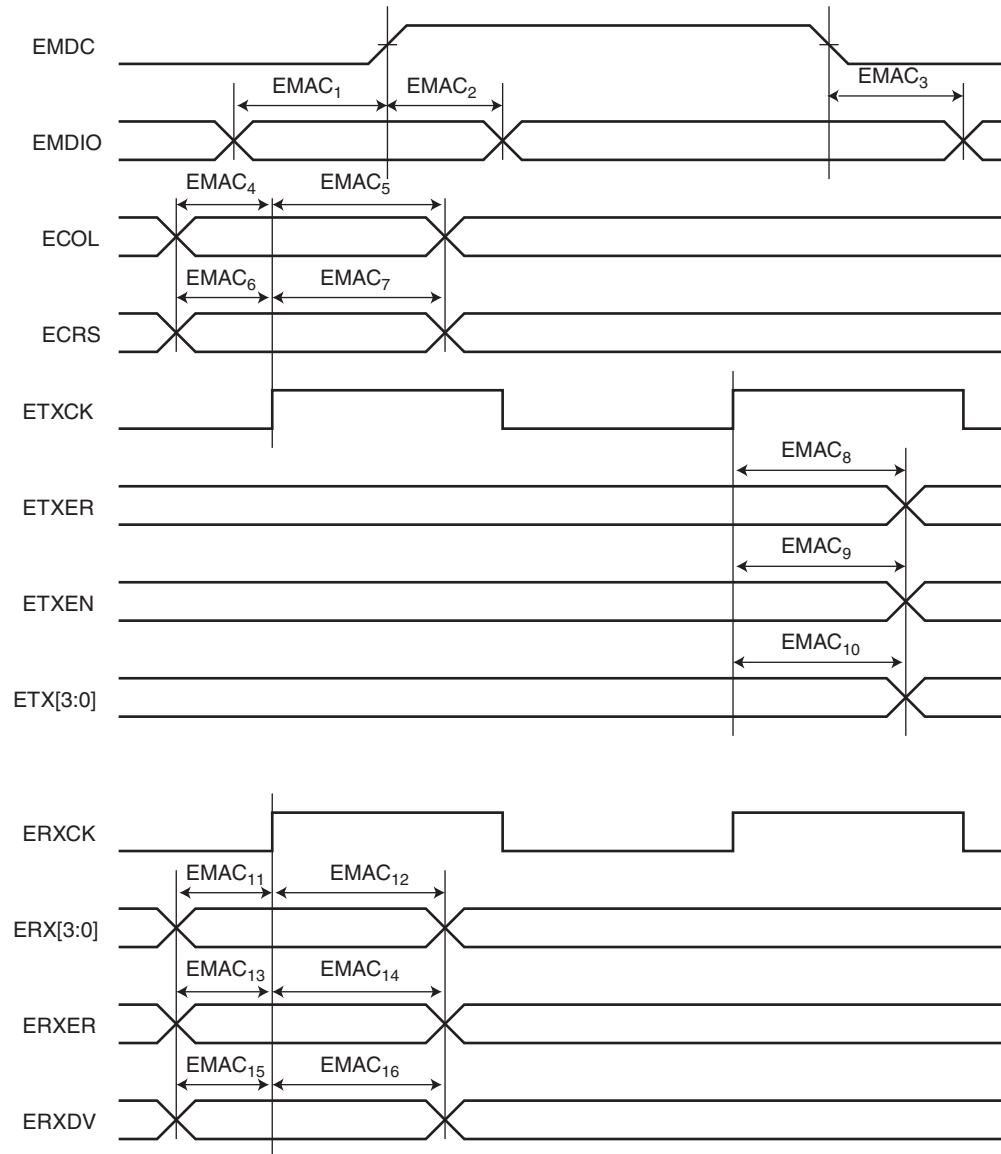 EMDC
EMAC1 EMAC2 EMAC3
EMDIO
EMAC4 EMAC5
ECOL
EMAC6 EMAC7
ECRS
ETXCK
EMAC8
ETXER
EMAC9
ETXEN
EMAC10
ETX[3:0]
ERXCK
EMAC11 EMAC12
ERX[3:0]
EMAC13 EMAC14
ERXER
EMAC15 EMAC16
ERXDV